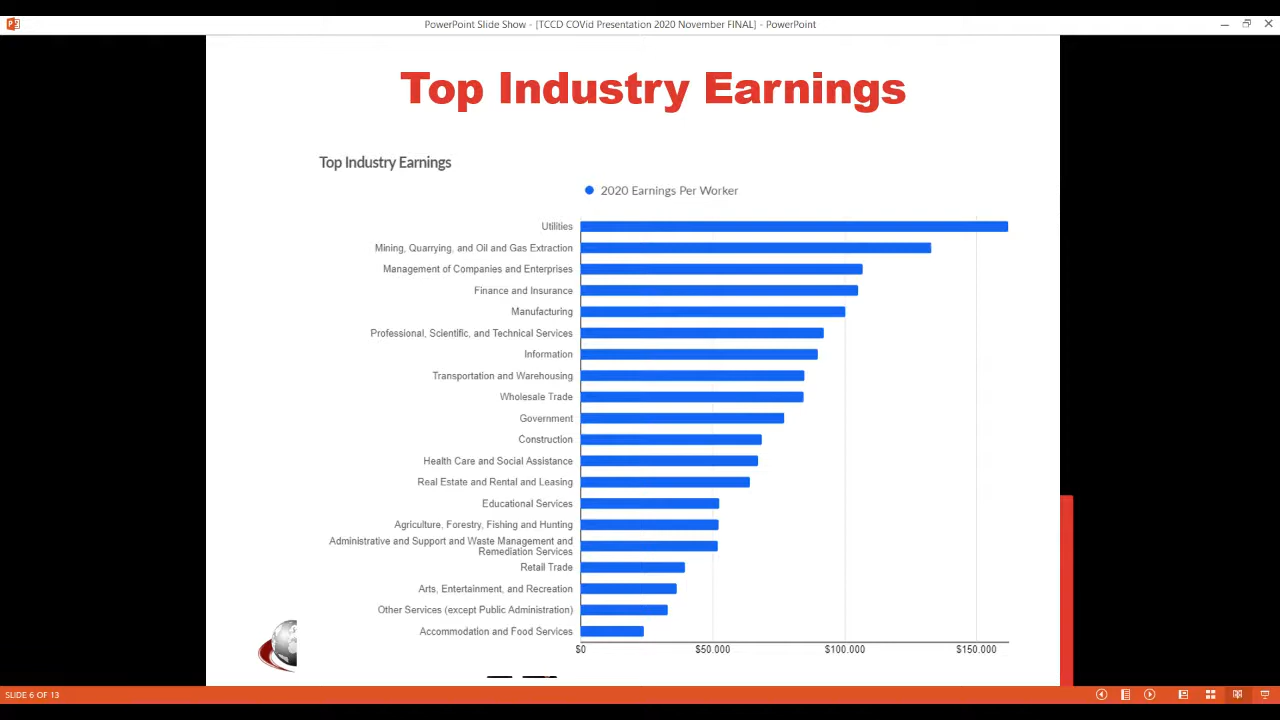 PowerPoint Slide Show - [TCCD COVid Presentation 2020 November FINAL] - PowerPoint
Top Industry Earnings
Top Industry Earnings
2020 Earnings Per Worker
Utilities
Mining, Quarrying, and Oil and Gas Extraction
Management of Companies and Enterprises
Finance and Insurance
Manufacturing
Professional, Scientific, and Technical Services
Information
Transportation and Warehousing
Wholesale Trade
Government
Construction
Health Care and Social Assistance
Real Estate and Rental and Leasing
Educational Services
Agriculture, Forestry, Fishing and Hunting
Administrative and Support and Waste Management and
Remediation Services
Retail Trade
Arts, Entertainment, and Recreation
Other Services (except Public Administration)
Accommodation and Food Services
$0 $50.000 $100.000 $150.000
SLIDE 6 OF 13